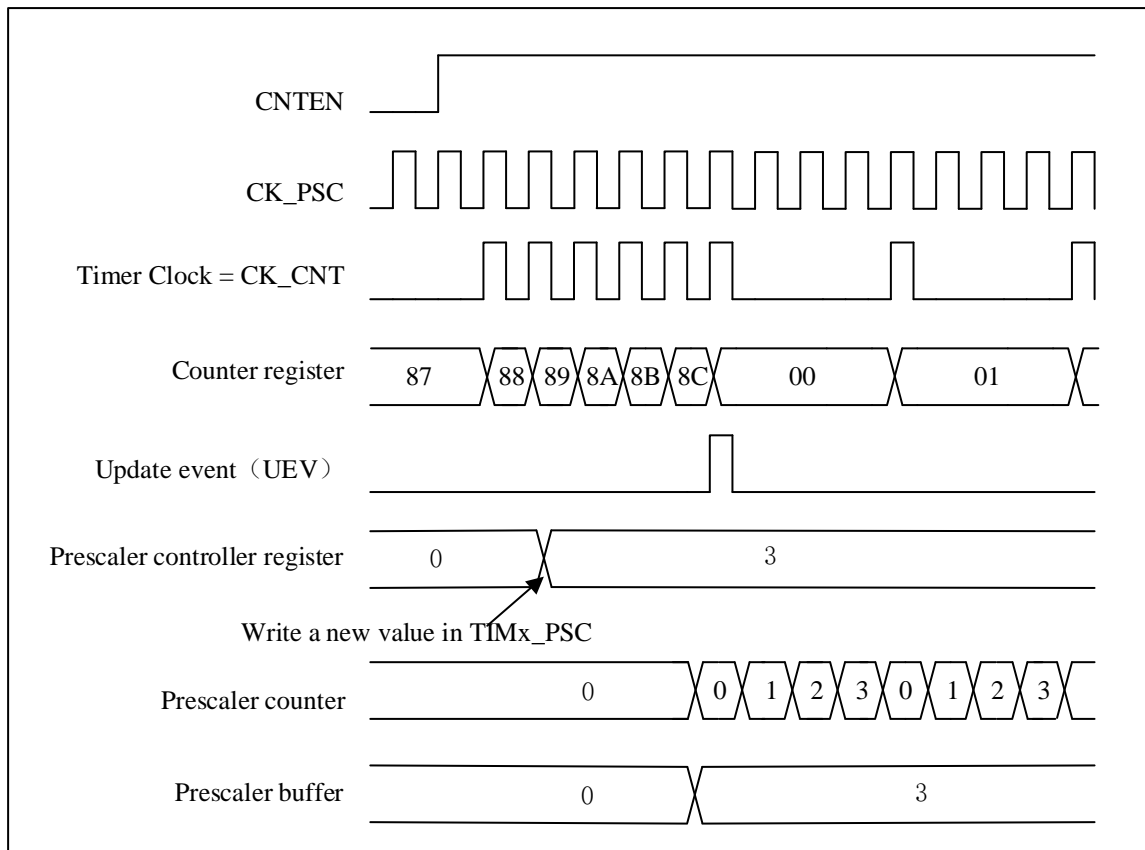 CNTEN
CK_PSC
Timer Clock = CK_CNT
Counter register
87 88 89 8A 8B 8C 00 01
Update event（UEV）
Prescaler controller register
0 3
Write a new value in TIMx_PSC
Prescaler counter
0 0 1 2 3 0 1 2 3
Prescaler buffer
0 3